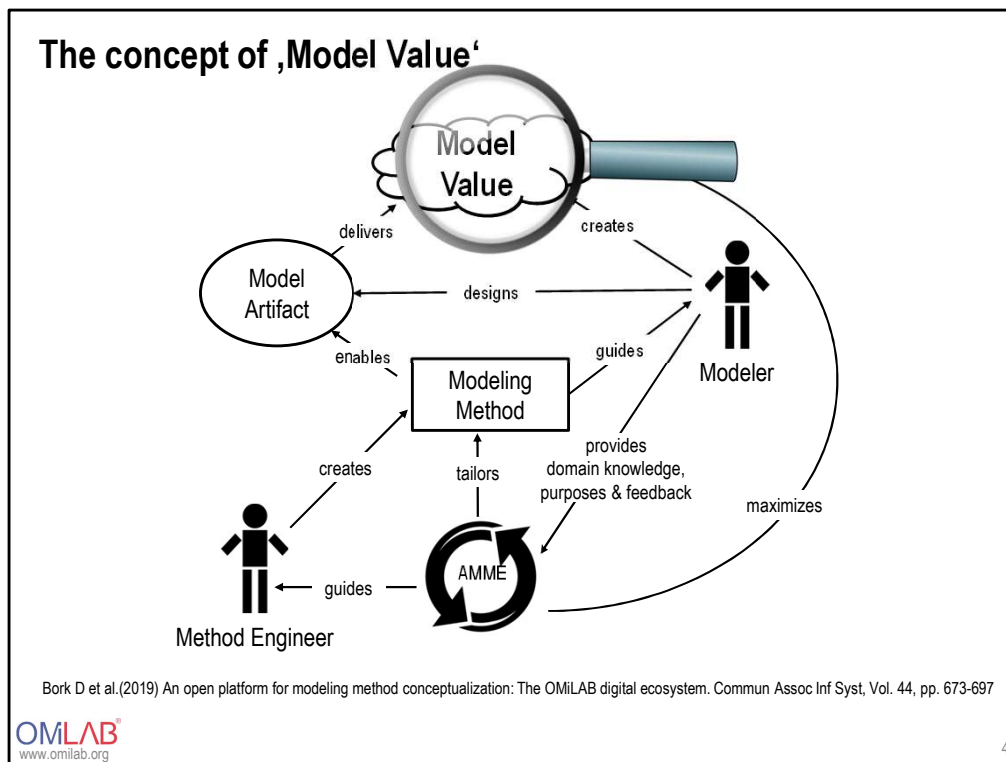 The concept of ‚Model Value‘
Model
Value
delivers
creates
Model
Artifact
designs
enables
guides
Modeler
Modeling
Method
provides
domain knowledge,
purposes & feedback
creates
tailors
maximizes
AMME
guides
Method Engineer
Bork D et al.(2019) An open platform for modeling method conceptualization: The OMiLAB digital ecosystem. Commun Assoc Inf Syst, Vol. 44, pp. 673-697
OMiLAB®
www.omilab.org
4